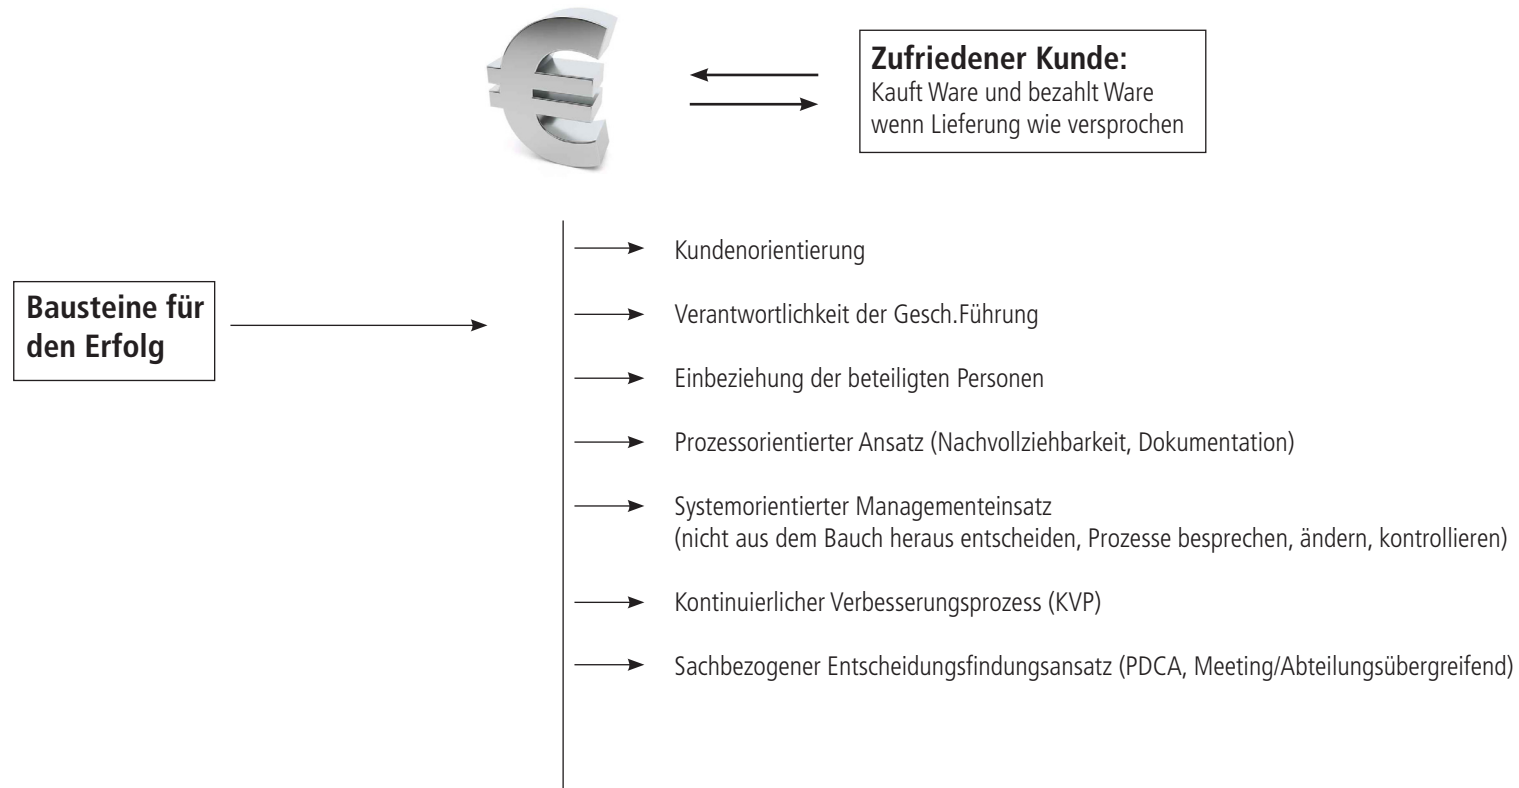 Zufriedener Kunde:
Kauft Ware und bezahlt Ware
wenn Lieferung wie versprochen
Bausteine für
den Erfolg
Kundenorientierung
Verantwortlichkeit der Gesch.Führung
Einbeziehung der beteiligten Personen
Prozessorientierter Ansatz (Nachvollziehbarkeit, Dokumentation)
Systemorientierter Managementeinsatz
(nicht aus dem Bauch heraus entscheiden, Prozesse besprechen, ändern, kontrollieren)
Kontinuierlicher Verbesserungsprozess (KVP)
Sachbezogener Entscheidungsfindungsansatz (PDCA, Meeting/Abteilungsübergreifend)